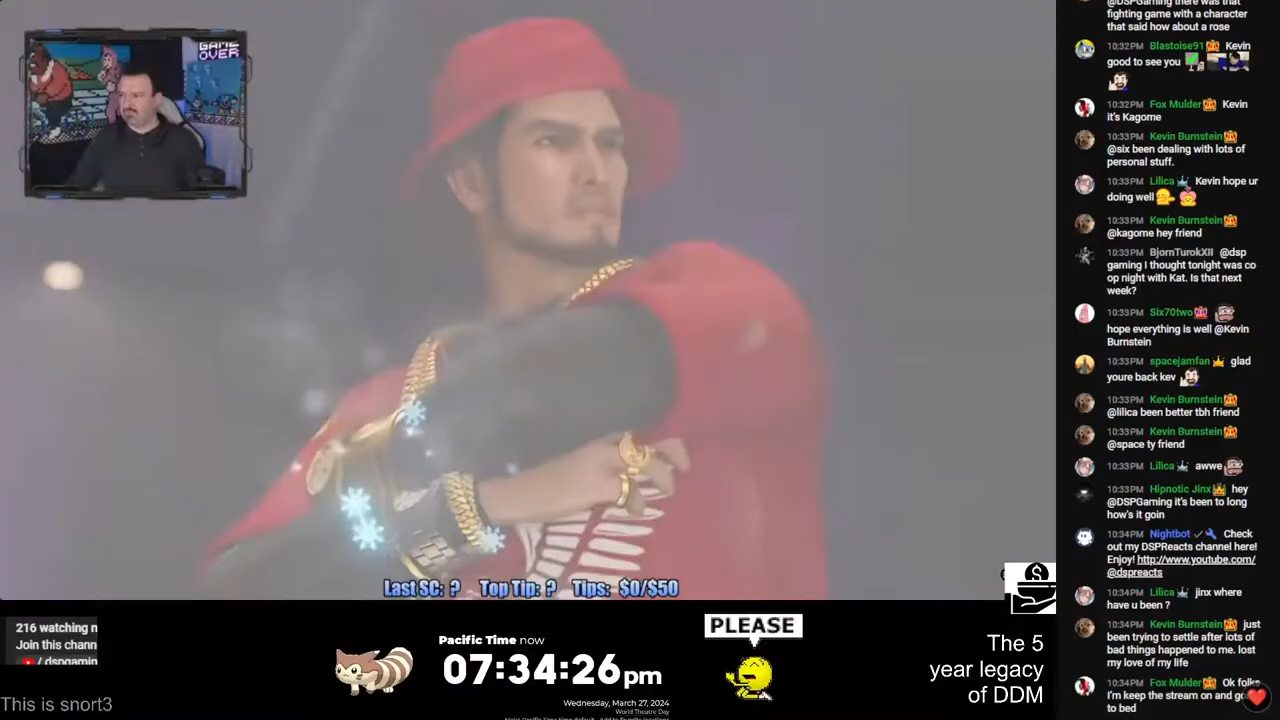 GAME
OVER
Last SC: ?
Top Tip: ?
Tips: $0/$50
216 watching n
Join this chann
/ dspgamin
This is snort3
Pacific Time now
07:34:26pm
Wednesday, March 27, 2024
World Theatre Day
PLEASE
The 5
year legacy
of DDM
@DSPGaming there was that
fighting game with a character
that said how about a rose
10:32PM Blastoise91 Kevin
good to see you
10:32PM Fox Mulder Kevin
it's Kagome
10:33PM Kevin Burnstein
@six been dealing with lots of
personal stuff.
10:33PM Lilica Kevin hope ur
doing well
10:33PM Kevin Burnstein
@kagome hey friend
10:33PM BjornTurokXII @dsp
gaming I thought tonight was co
op night with Kat. Is that next
week?
10:33PM Six70two
hope everything is well @Kevin
Burnstein
10:33PM spacejamfan glad
youre back kev
10:33PM Kevin Burnstein
@lilica been better tbh friend
10:33PM Kevin Burnstein
@space ty friend
10:33PM Lilica awwe
10:33PM Hipnotic Jinx hey
@DSPGaming it's been to long
how's it goin
10:34PM Nightbot Check
out my DSPReacts channel here!
Enjoy! http://www.youtube.com/
@dspreacts
10:34PM Lilica jinx where
have u been ?
10:34PM Kevin Burnstein just
been trying to settle after lots of
bad things happened to me. lost
my love of my life
10:34PM Fox Mulder Ok folks
I'm keep the stream on and
to bed